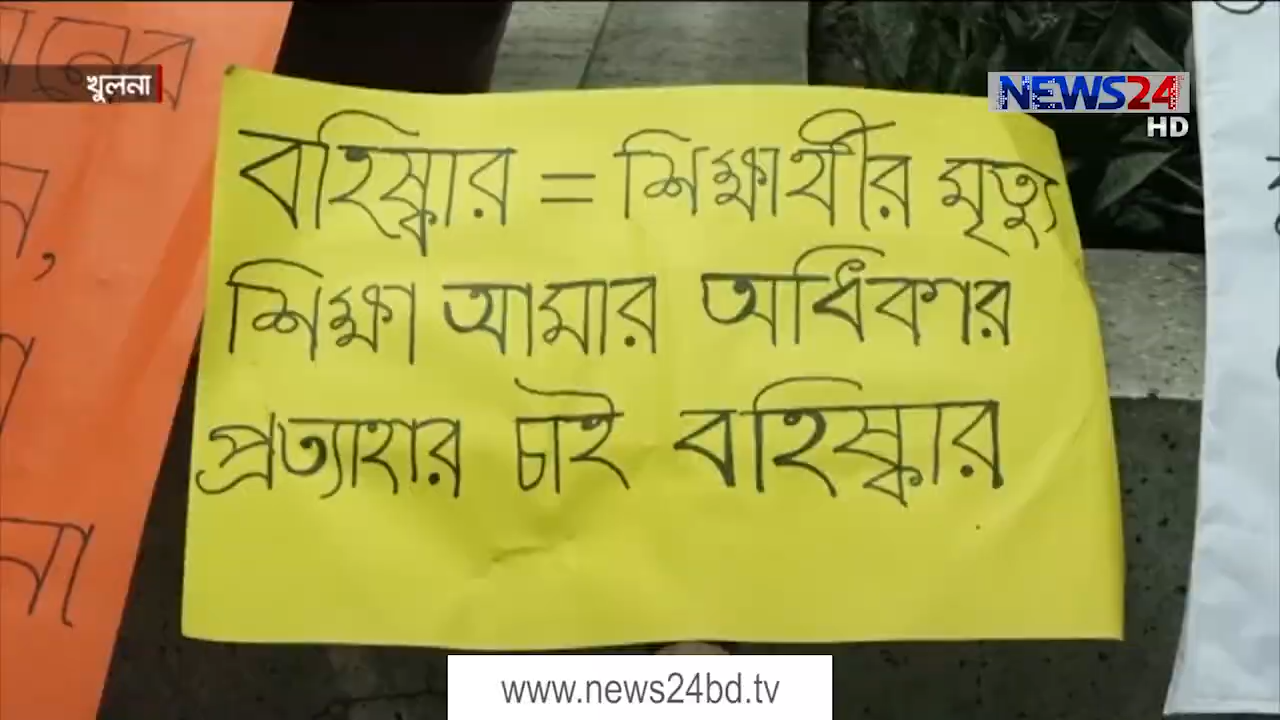 খুলনা
NEWS24
HD
বহিষ্কার = শিক্ষার্থীর মৃত্যু
শিক্ষা আমার অধিকার
প্রত্যাহার চাই বহিষ্কার
না
www.news24bd.tv